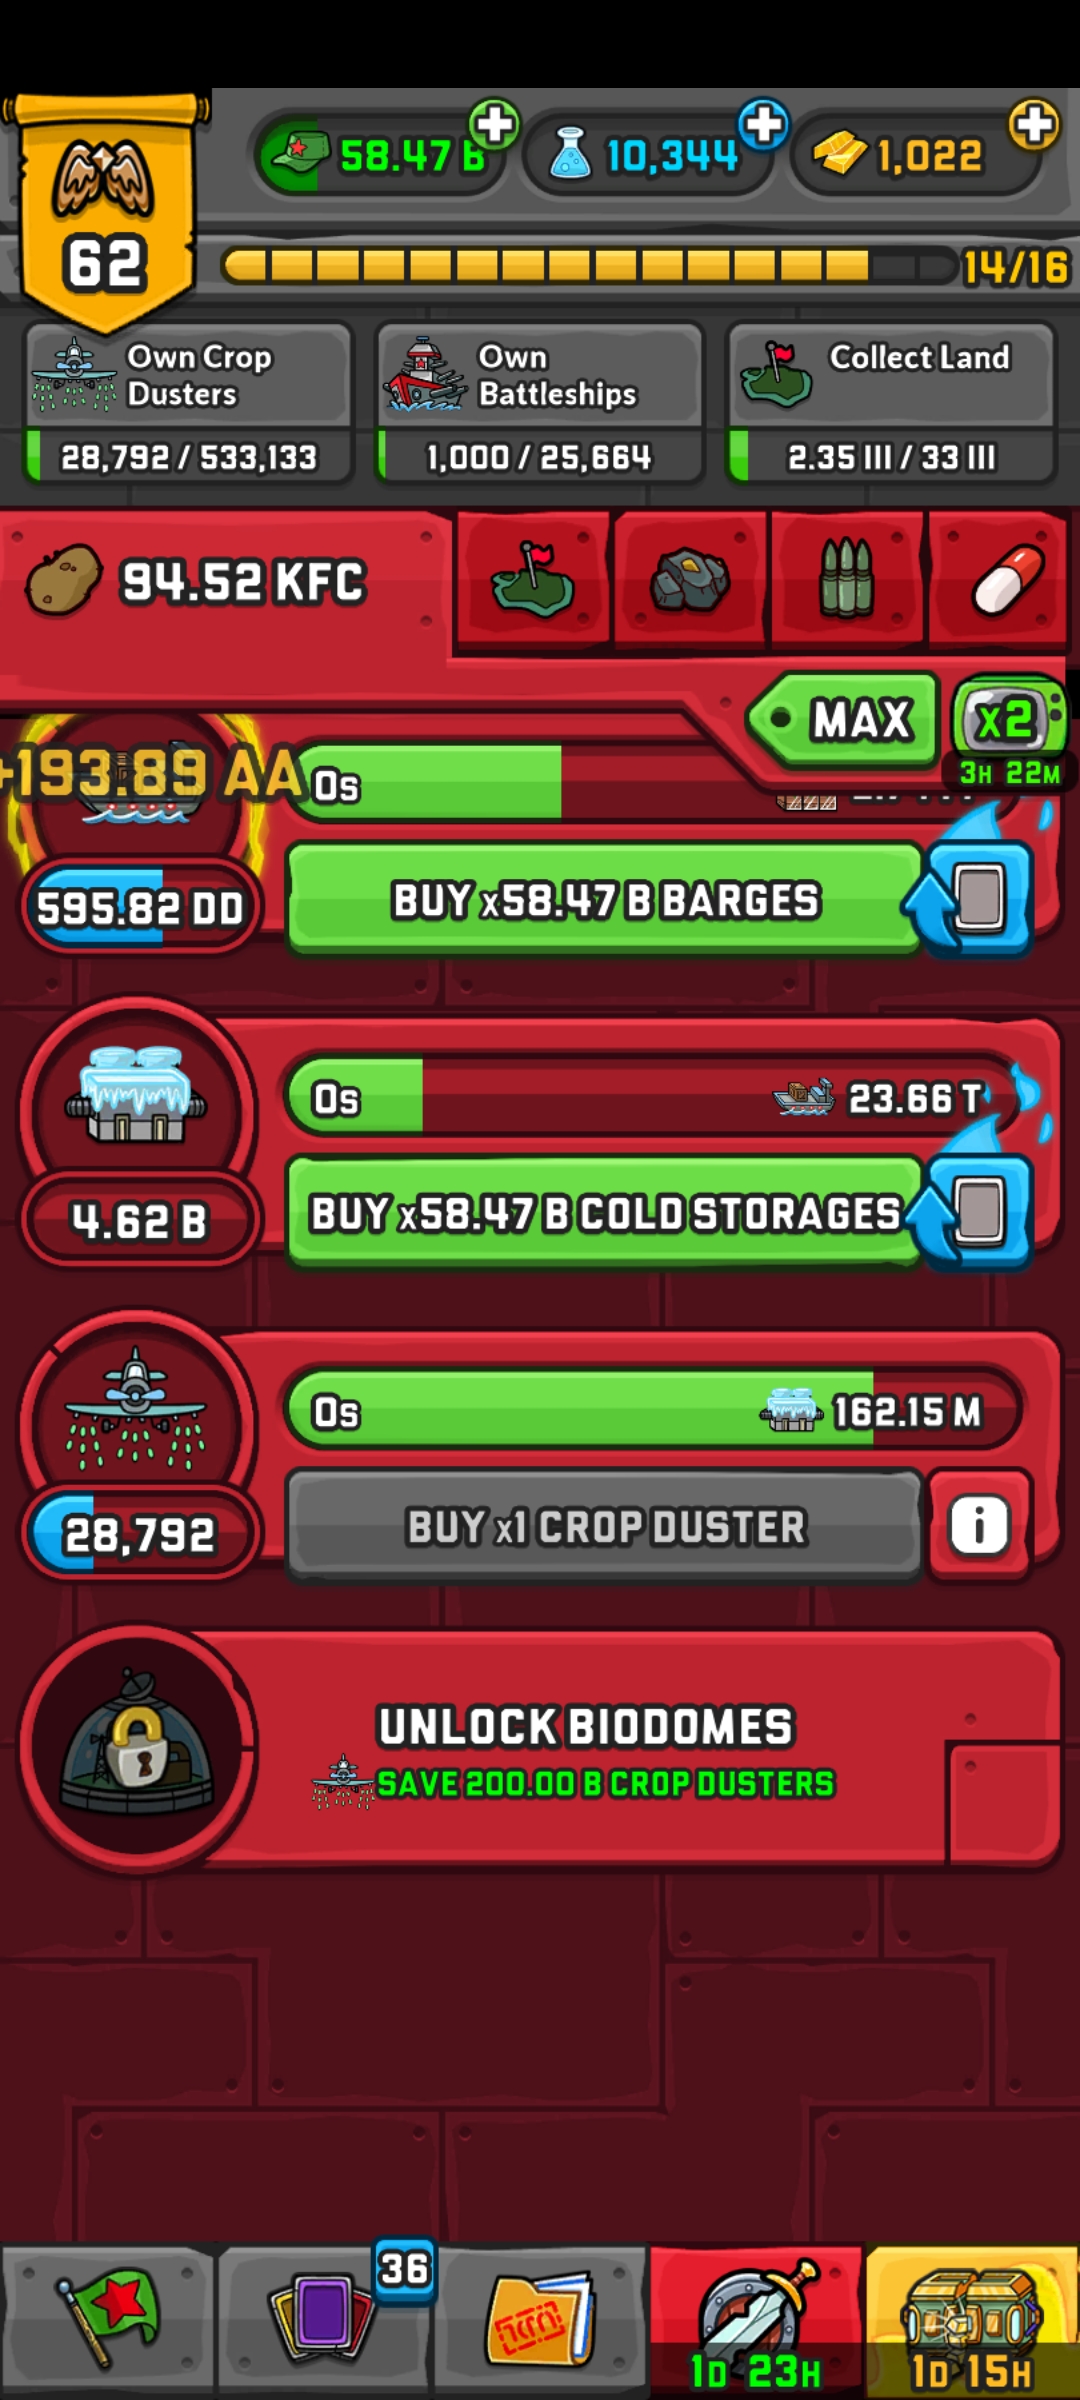 58.47 B
10,344
1,022
62
14/16
Own Crop
Dusters
Own
Battleships
Collect Land
28,792 / 533,133
1,000 / 25,664
2.35 III / 33 III
94.52 KFC
MAX
x2
3H 22M
+193.89 AA
0s
595.82 DD
BUY x58.47 B BARGES
0s
23.66 T
4.62 B
BUY x58.47 B COLD STORAGES
0s
162.15 M
28,792
BUY x1 CROP DUSTER
i
UNLOCK BIODOMES
SAVE 200.00 B CROP DUSTERS
36
1D 23H
1D 15H